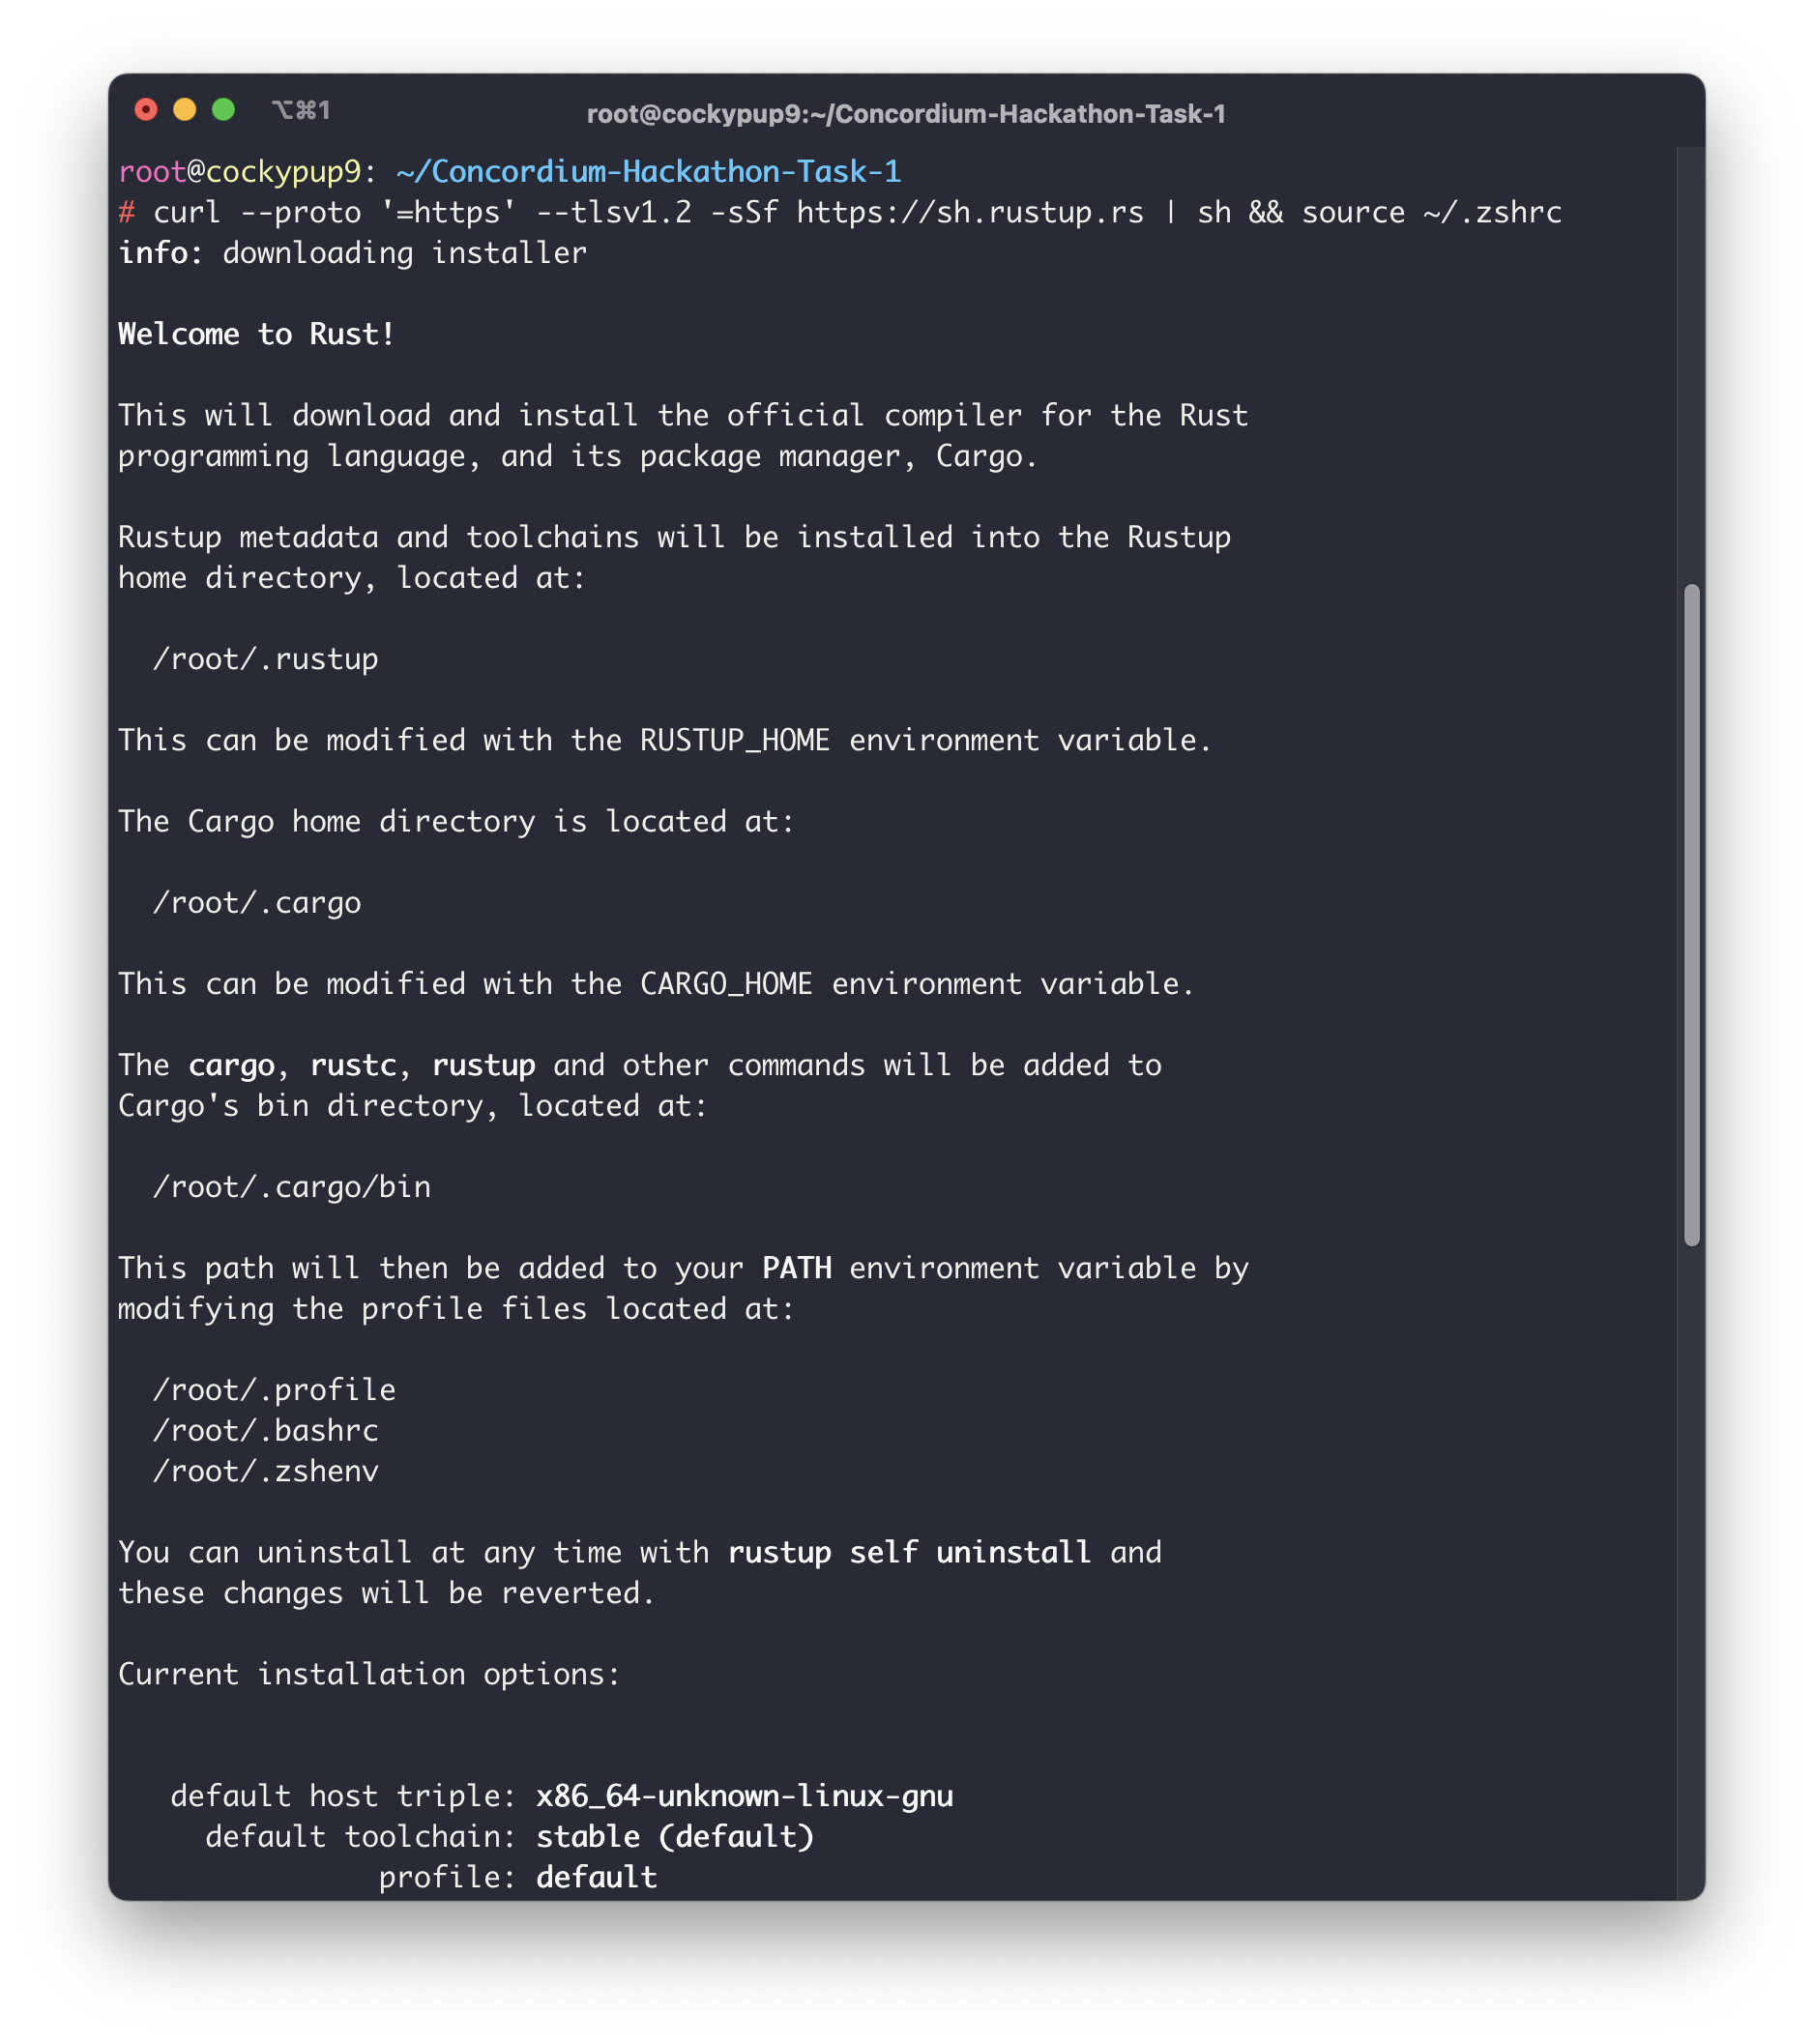 ⌥⌘1
root@cockypup9:~/Concordium-Hackathon-Task-1
root@cockypup9: ~/Concordium-Hackathon-Task-1
# curl --proto '=https' --tlsv1.2 -sSf https://sh.rustup.rs | sh && source ~/.zshrc
info: downloading installer
Welcome to Rust!
This will download and install the official compiler for the Rust
programming language, and its package manager, Cargo.
Rustup metadata and toolchains will be installed into the Rustup
home directory, located at:
/root/.rustup
This can be modified with the RUSTUP_HOME environment variable.
The Cargo home directory is located at:
/root/.cargo
This can be modified with the CARGO_HOME environment variable.
The cargo, rustc, rustup and other commands will be added to
Cargo's bin directory, located at:
/root/.cargo/bin
This path will then be added to your PATH environment variable by
modifying the profile files located at:
/root/.profile
/root/.bashrc
/root/.zshenv
You can uninstall at any time with rustup self uninstall and
these changes will be reverted.
Current installation options:
default host triple: x86_64-unknown-linux-gnu
default toolchain: stable (default)
profile: default